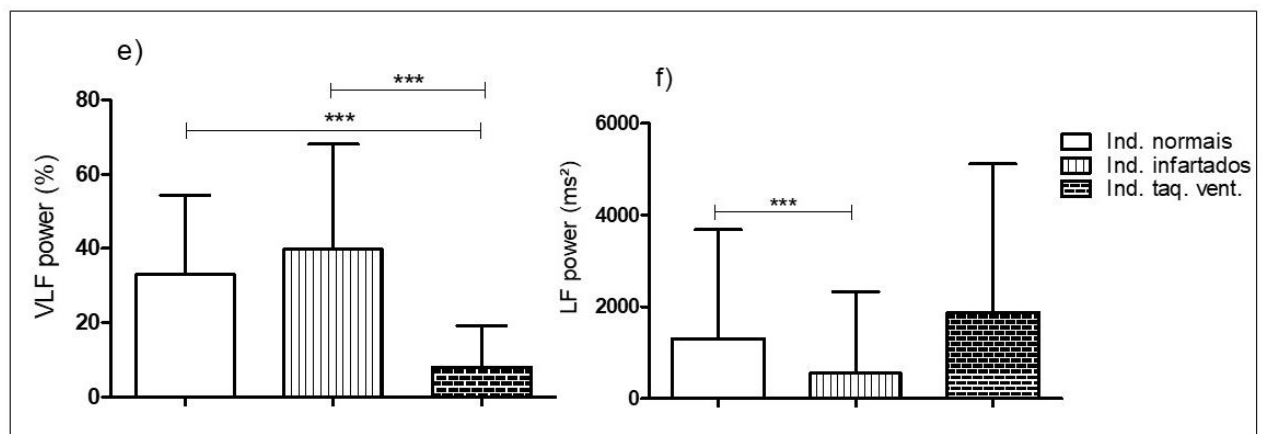 e)
***
***
80
60
40
20
0
VLF power (%)
f)
***
6000
4000
2000
0
LF power (ms²)
Ind. normais
Ind. infartados
Ind. taq. vent.